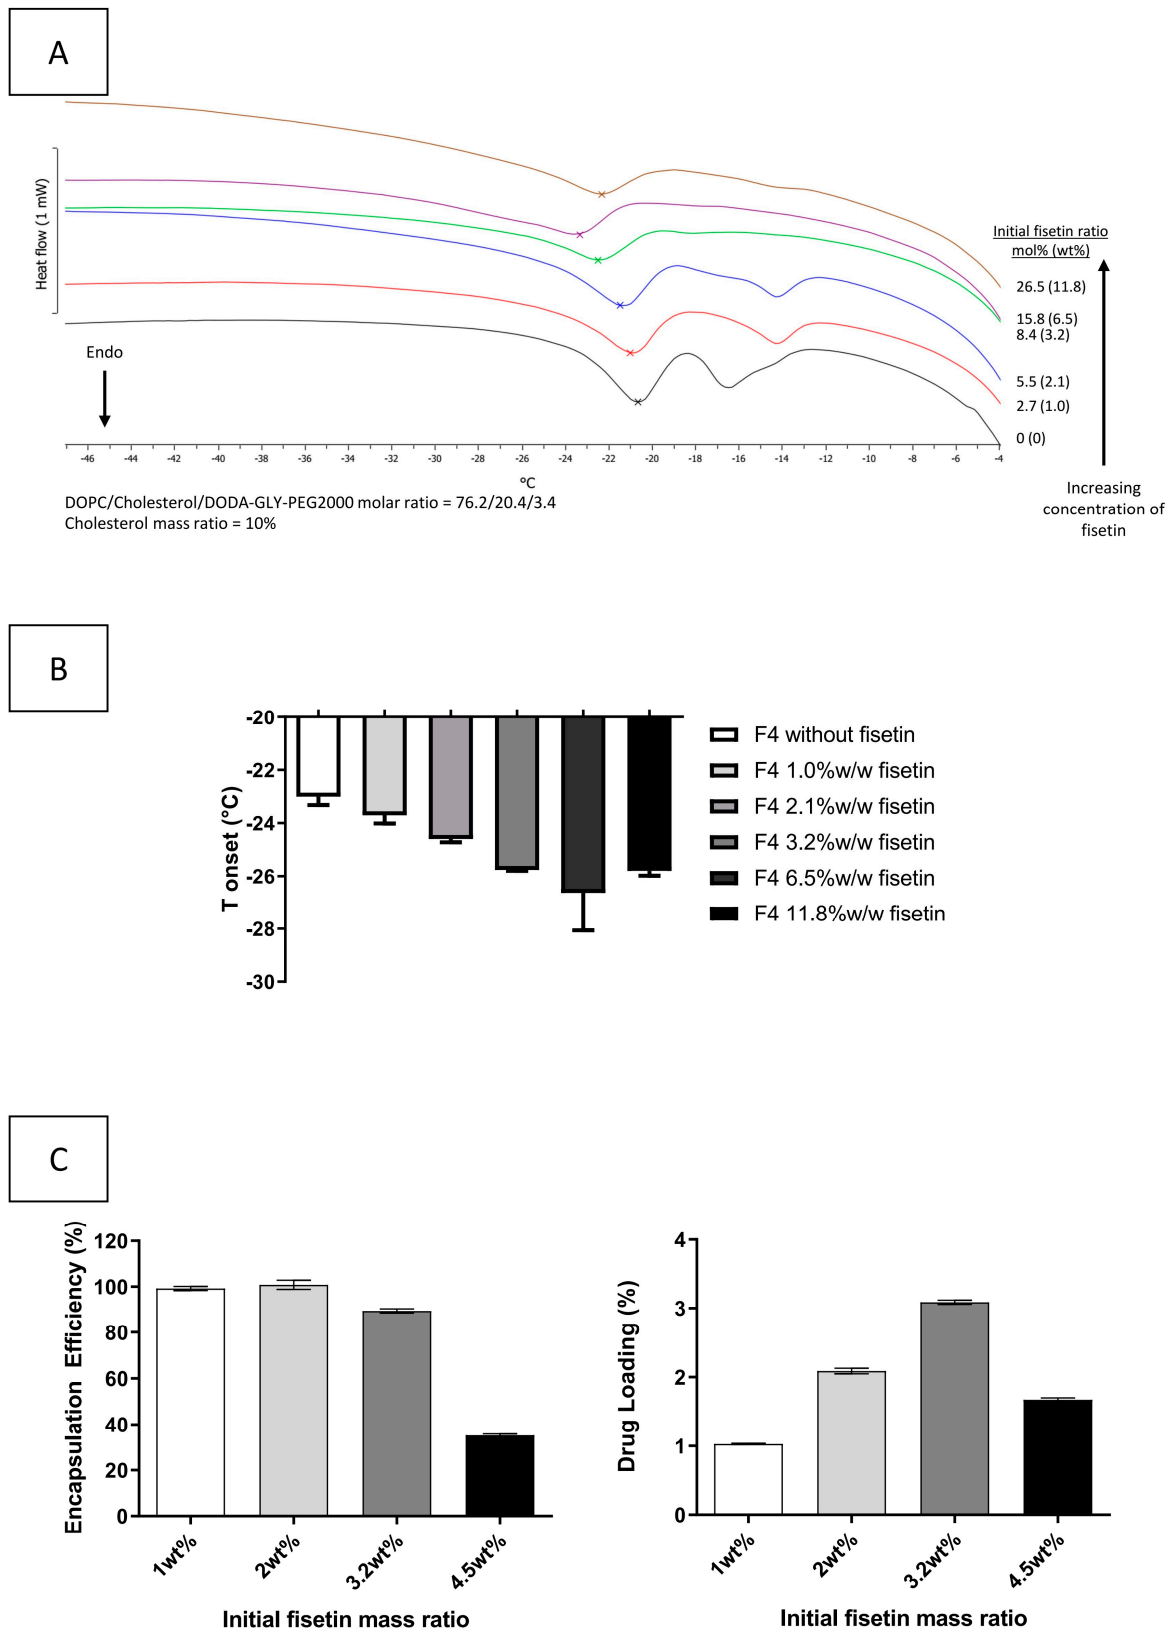 A
Heat flow (1 mW)
Endo
Initial fisetin ratio
mol% (wt%)
26.5 (11.8)
15.8 (6.5)
8.4 (3.2)
5.5 (2.1)
2.7 (1.0)
0 (0)
-46 -44 -42 -40 -38 -36 -34 -32 -30 -28 -26 -24 -22 -20 -18 -16 -14 -12 -10 -8 -6 -4
ºC
DOPC/Cholesterol/DODA-GLY-PEG2000 molar ratio = 76.2/20.4/3.4
Cholesterol mass ratio = 10%
Increasing
concentration of
fisetin
B
T onset (°C)
-20
-22
-24
-26
-28
-30
F4 without fisetin
F4 1.0%w/w fisetin
F4 2.1%w/w fisetin
F4 3.2%w/w fisetin
F4 6.5%w/w fisetin
F4 11.8%w/w fisetin
C
Encapsulation Efficiency (%)
120
100
80
60
40
20
0
1wt% 2wt% 3.2wt% 4.5wt%
Initial fisetin mass ratio
Drug Loading (%)
4
3
2
1
0
1wt% 2wt% 3.2wt% 4.5wt%
Initial fisetin mass ratio